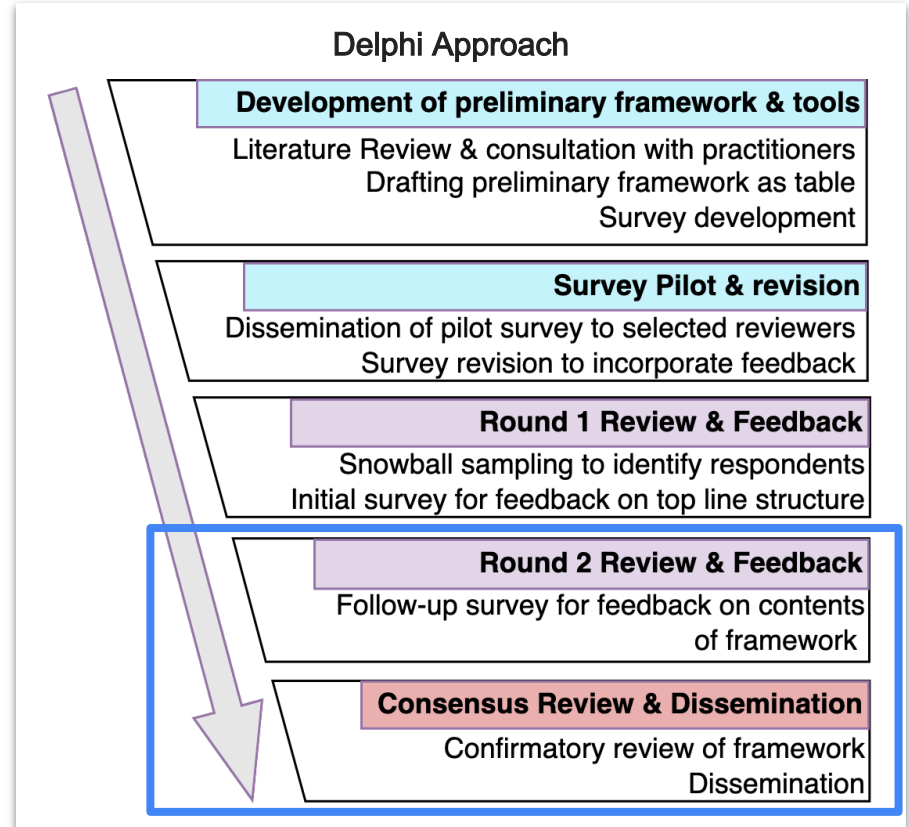 Delphi Approach
Development of preliminary framework & tools
Literature Review & consultation with practitioners
Drafting preliminary framework as table
Survey development
Survey Pilot & revision
Dissemination of pilot survey to selected reviewers
Survey revision to incorporate feedback
Round 1 Review & Feedback
Snowball sampling to identify respondents
Initial survey for feedback on top line structure
Round 2 Review & Feedback
Follow-up survey for feedback on contents
of framework
Consensus Review & Dissemination
Confirmatory review of framework
Dissemination